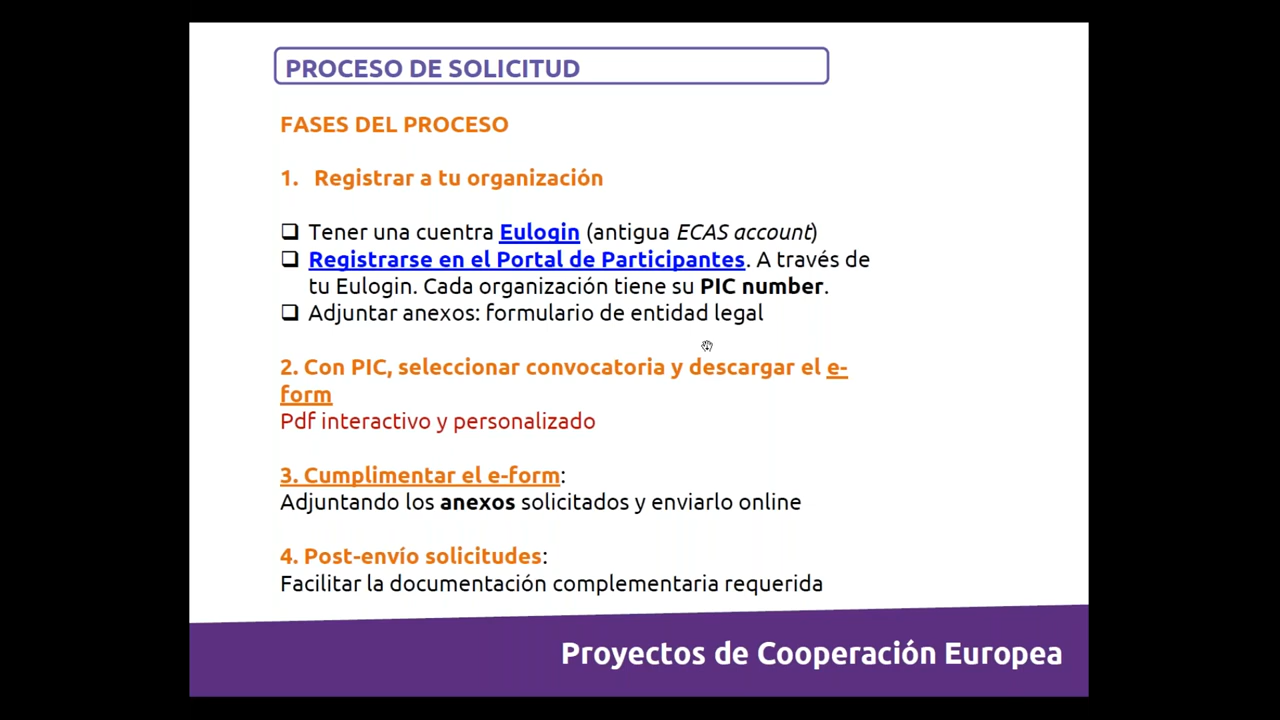 PROCESO DE SOLICITUD
FASES DEL PROCESO
1. Registrar a tu organización
❑ Tener una cuenta Eulogin (antigua ECAS account)
❑ Registrarse en el Portal de Participantes. A través de
tu Eulogin. Cada organización tiene su PIC number.
❑ Adjuntar anexos: formulario de entidad legal
2. Con PIC, seleccionar convocatoria y descargar el e-
form
Pdf interactivo y personalizado
3. Cumplimentar el e-form:
Adjuntando los anexos solicitados y enviarlo online
4. Post-envío solicitudes:
Facilitar la documentación complementaria requerida
Proyectos de Cooperación Europea